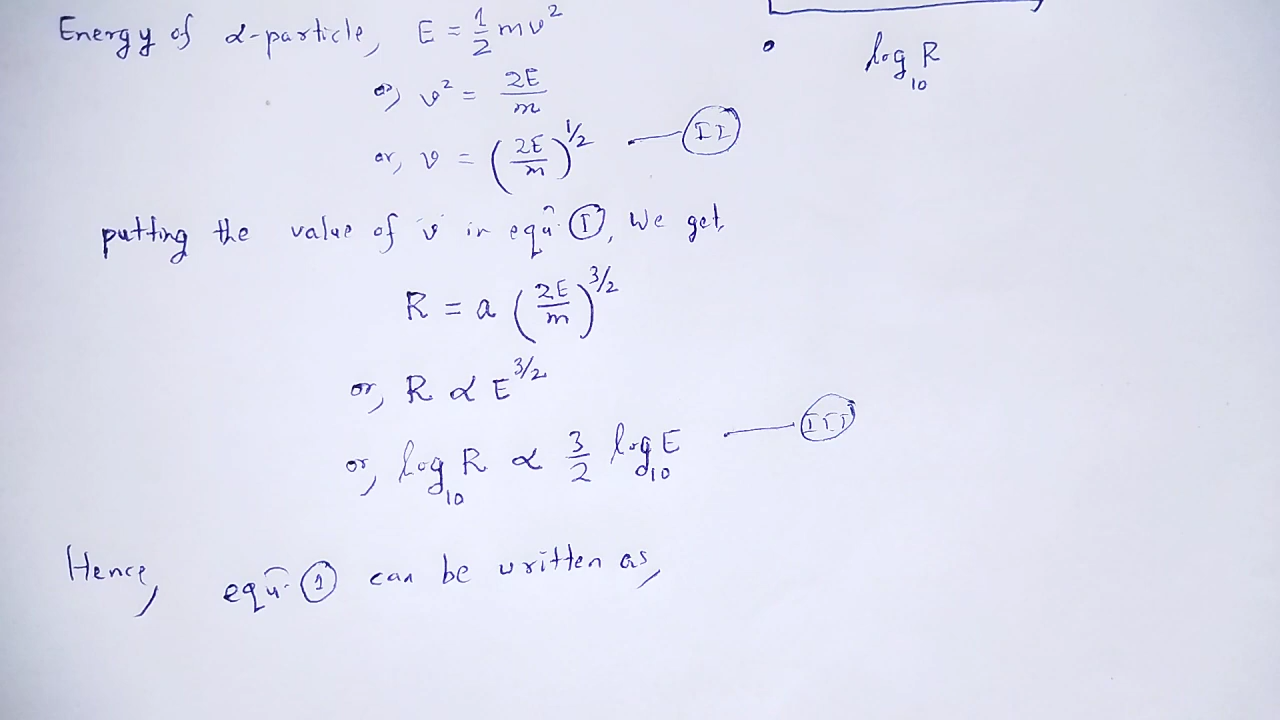 Energy of α-particle, E = 1/2 mv²
log₁₀ R
or, v² = 2E/m
or, v = (2E/m)^1/2 — (II)
putting the value of 'v' in equn. (I), We get,
R = a (2E/m)^3/2
or, R ∝ E^3/2
or, log₁₀ R ∝ 3/2 log₁₀ E — (III)
Hence, equn. (1) can be written as,